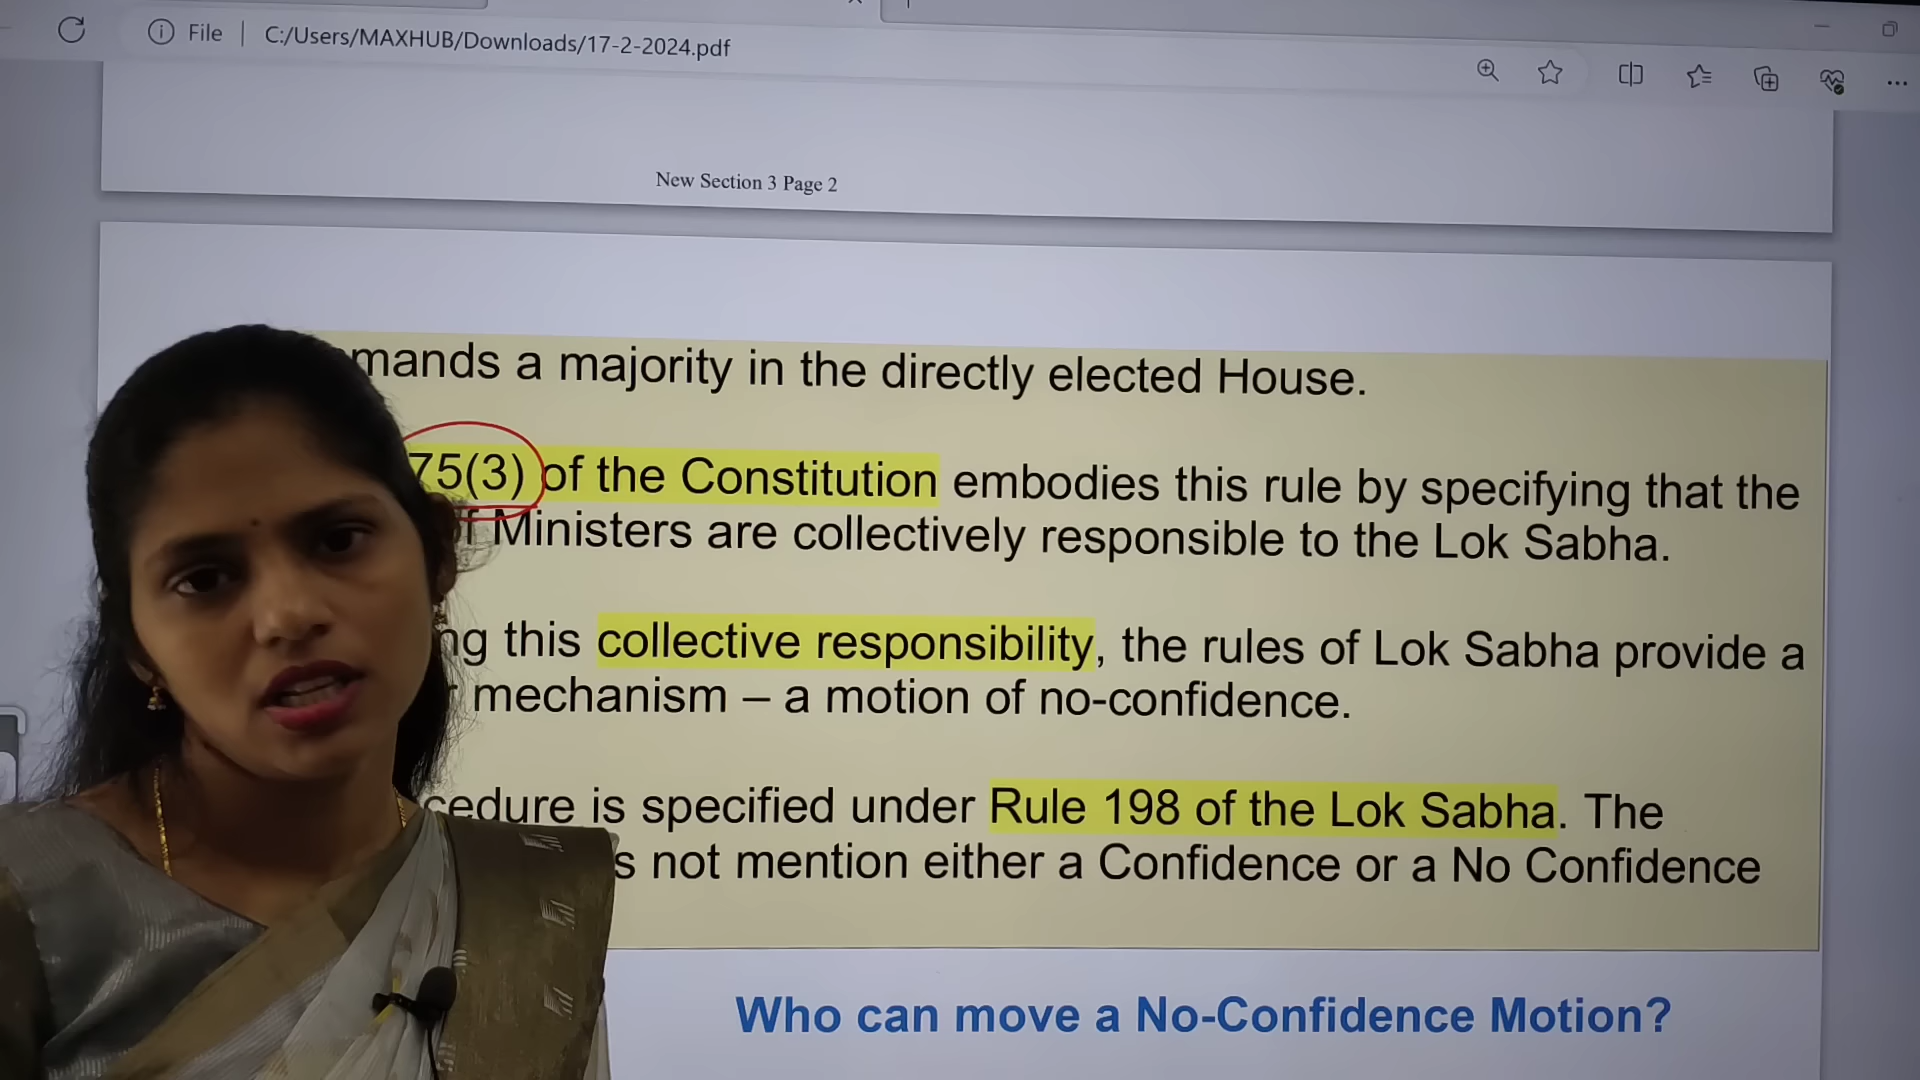 File | C:/Users/MAXHUB/Downloads/17-2-2024.pdf
New Section 3 Page 2
mands a majority in the directly elected House.
75(3) of the Constitution embodies this rule by specifying that the
of Ministers are collectively responsible to the Lok Sabha.
ng this collective responsibility, the rules of Lok Sabha provide a
mechanism – a motion of no-confidence.
cedure is specified under Rule 198 of the Lok Sabha. The
s not mention either a Confidence or a No Confidence
Who can move a No-Confidence Motion?